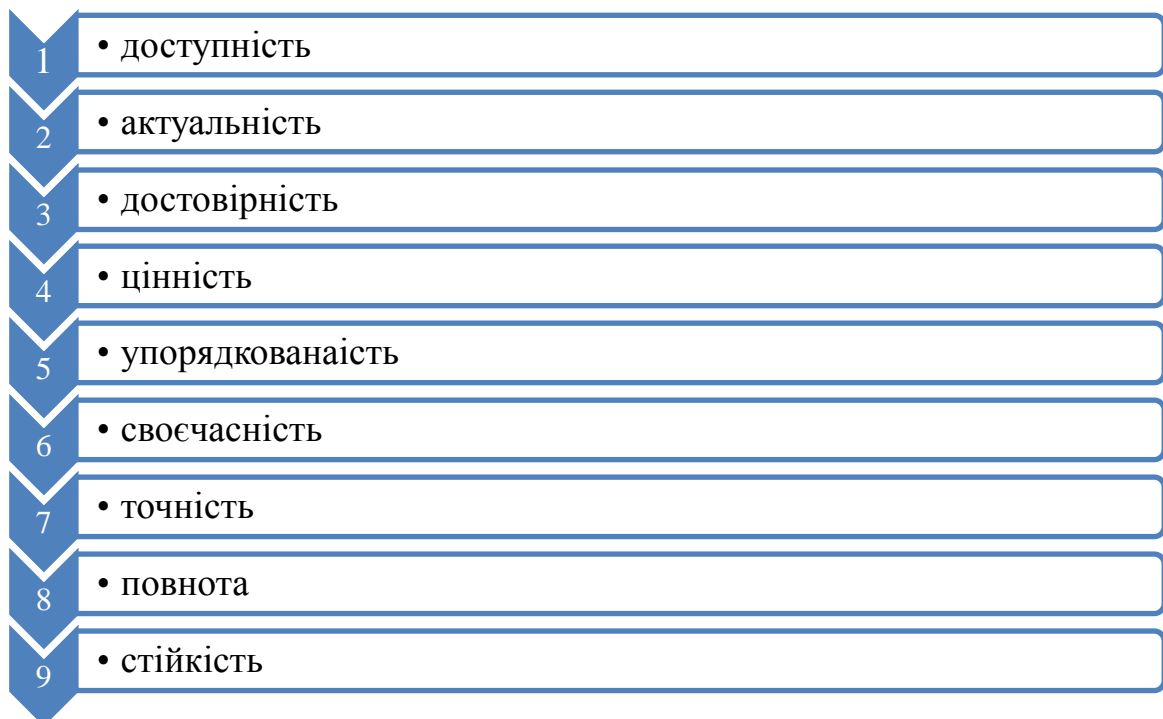 1 • доступність
2 • актуальність
3 • достовірність
4 • цінність
5 • упорядкованаість
6 • своєчасність
7 • точність
8 • повнота
9 • стійкість